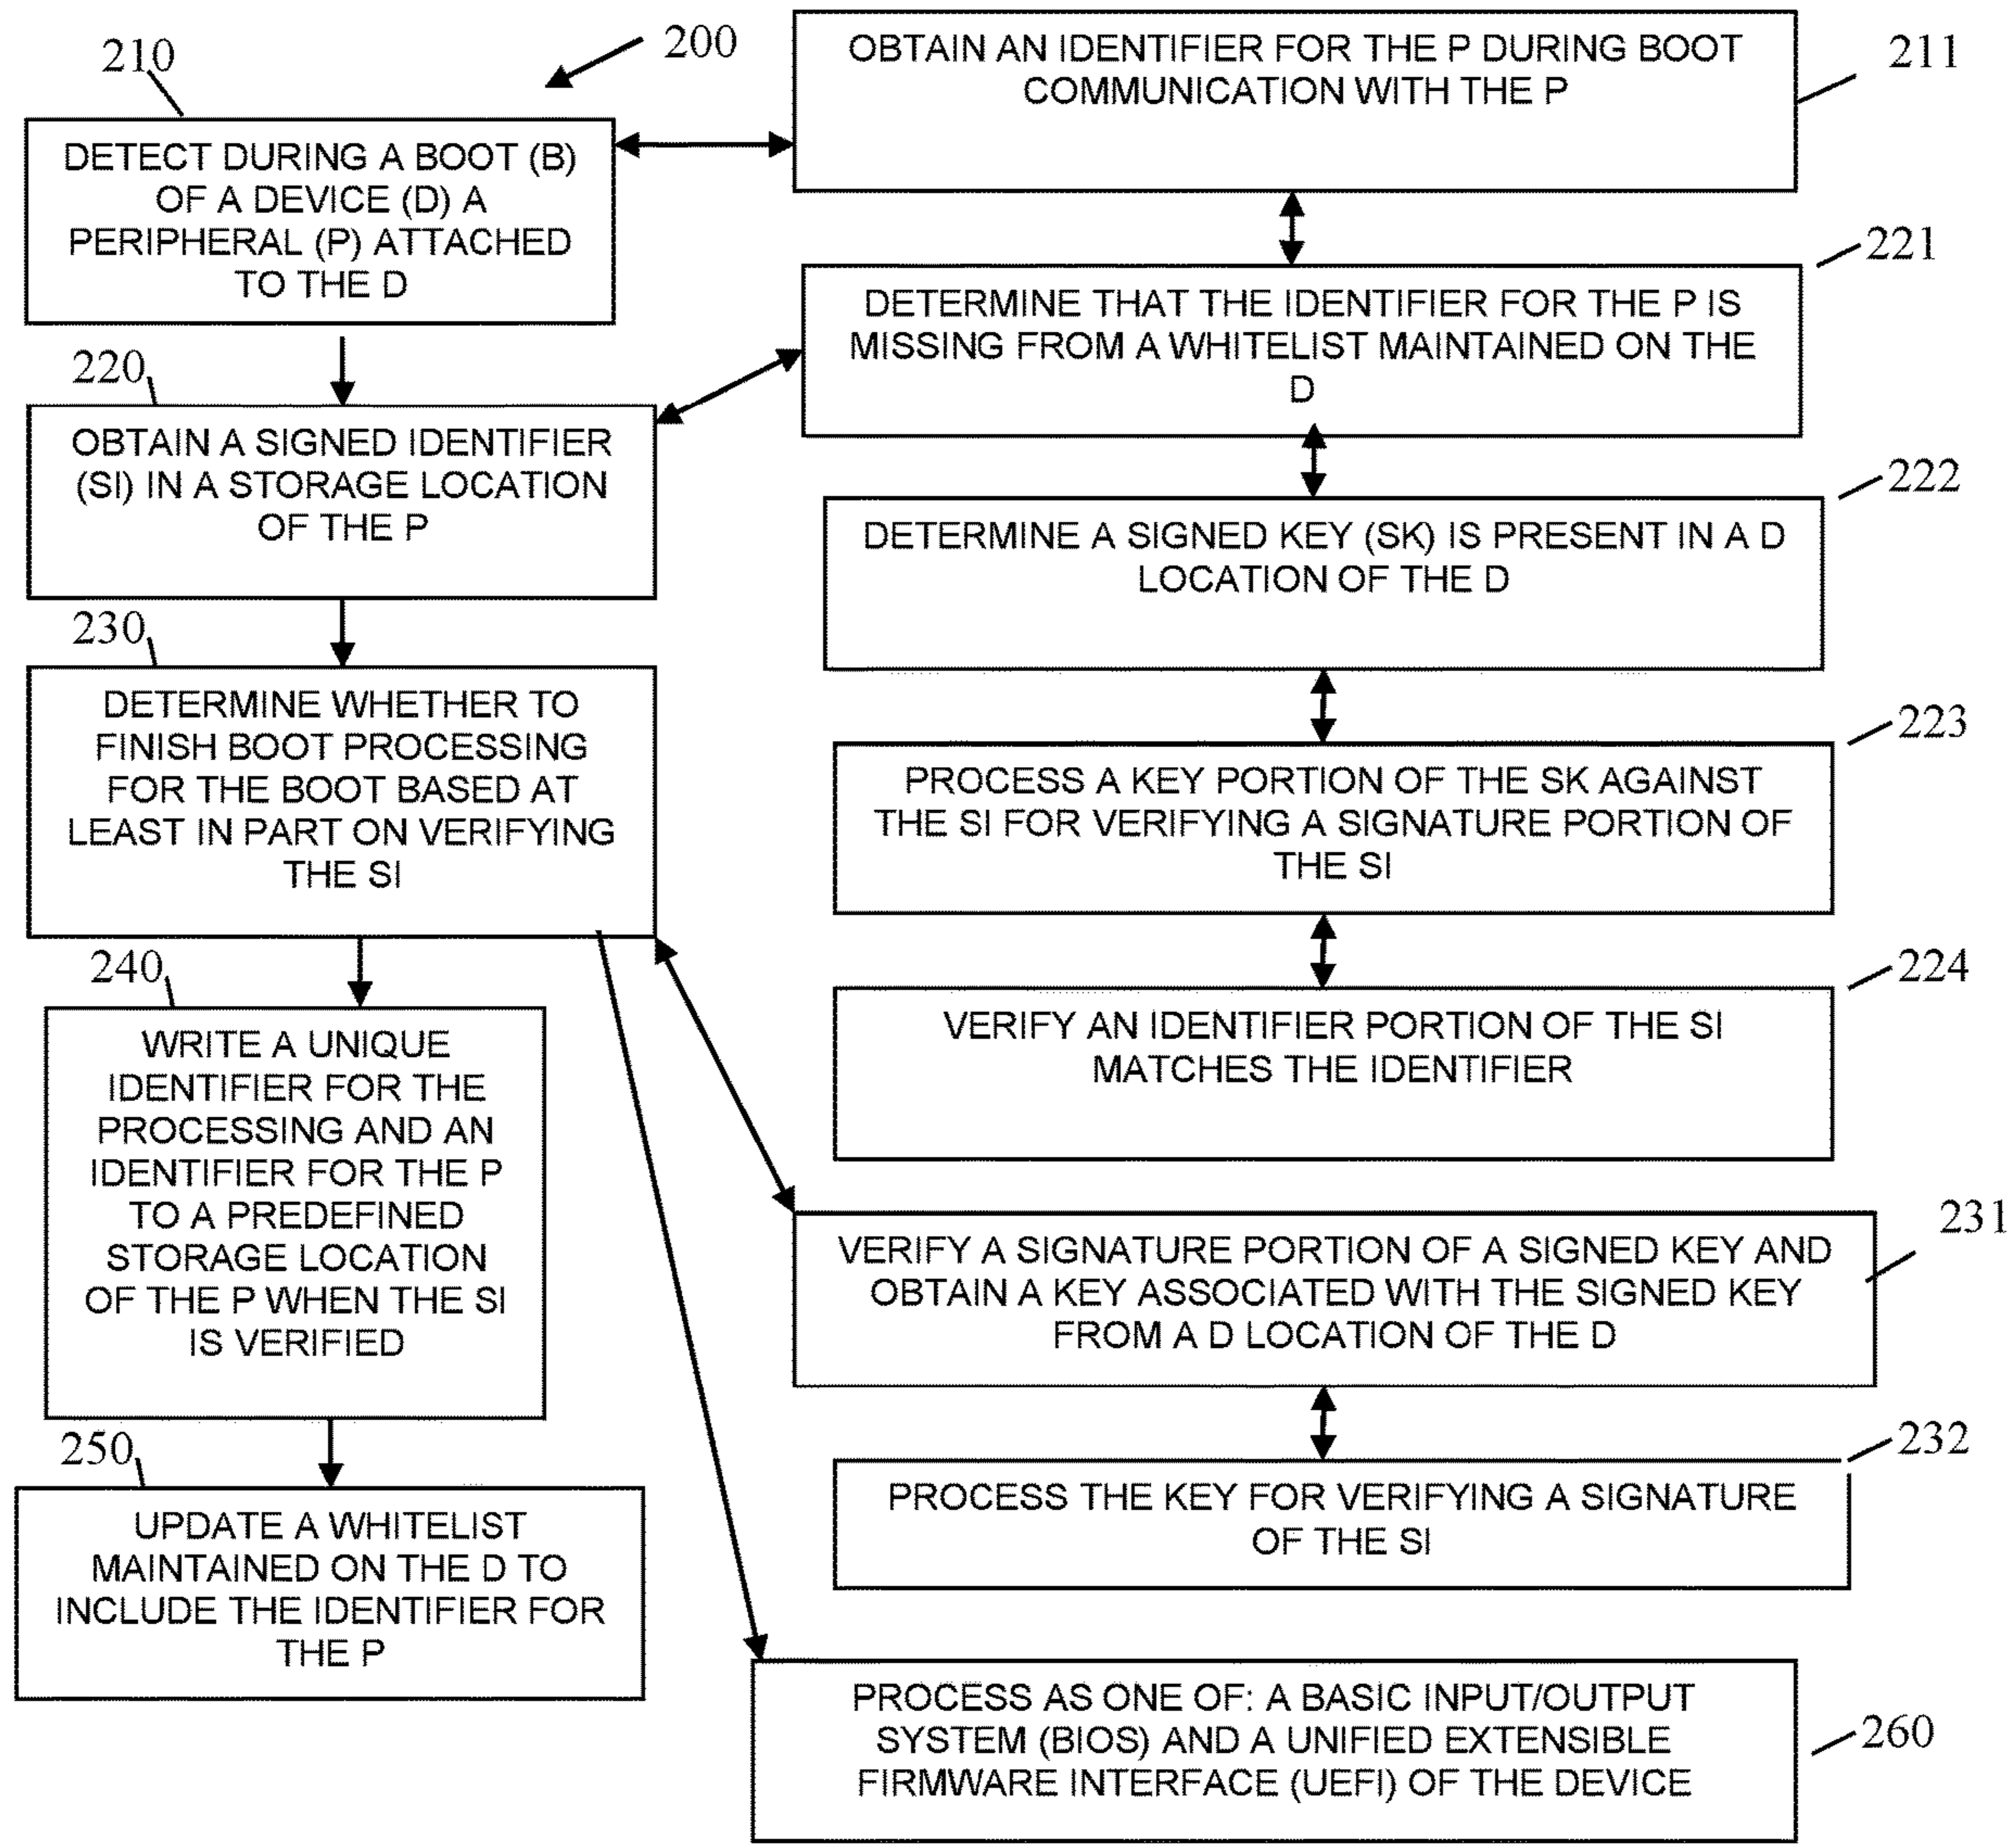 200
210
DETECT DURING A BOOT (B)
OF A DEVICE (D) A
PERIPHERAL (P) ATTACHED
TO THE D
211
OBTAIN AN IDENTIFIER FOR THE P DURING BOOT
COMMUNICATION WITH THE P
220
OBTAIN A SIGNED IDENTIFIER
(SI) IN A STORAGE LOCATION
OF THE P
221
DETERMINE THAT THE IDENTIFIER FOR THE P IS
MISSING FROM A WHITELIST MAINTAINED ON THE
D
222
DETERMINE A SIGNED KEY (SK) IS PRESENT IN A D
LOCATION OF THE D
223
PROCESS A KEY PORTION OF THE SK AGAINST
THE SI FOR VERIFYING A SIGNATURE PORTION OF
THE SI
224
VERIFY AN IDENTIFIER PORTION OF THE SI
MATCHES THE IDENTIFIER
230
DETERMINE WHETHER TO
FINISH BOOT PROCESSING
FOR THE BOOT BASED AT
LEAST IN PART ON VERIFYING
THE SI
231
VERIFY A SIGNATURE PORTION OF A SIGNED KEY AND
OBTAIN A KEY ASSOCIATED WITH THE SIGNED KEY
FROM A D LOCATION OF THE D
232
PROCESS THE KEY FOR VERIFYING A SIGNATURE
OF THE SI
240
WRITE A UNIQUE
IDENTIFIER FOR THE
PROCESSING AND AN
IDENTIFIER FOR THE P
TO A PREDEFINED
STORAGE LOCATION
OF THE P WHEN THE SI
IS VERIFIED
250
UPDATE A WHITELIST
MAINTAINED ON THE D TO
INCLUDE THE IDENTIFIER FOR
THE P
260
PROCESS AS ONE OF: A BASIC INPUT/OUTPUT
SYSTEM (BIOS) AND A UNIFIED EXTENSIBLE
FIRMWARE INTERFACE (UEFI) OF THE DEVICE